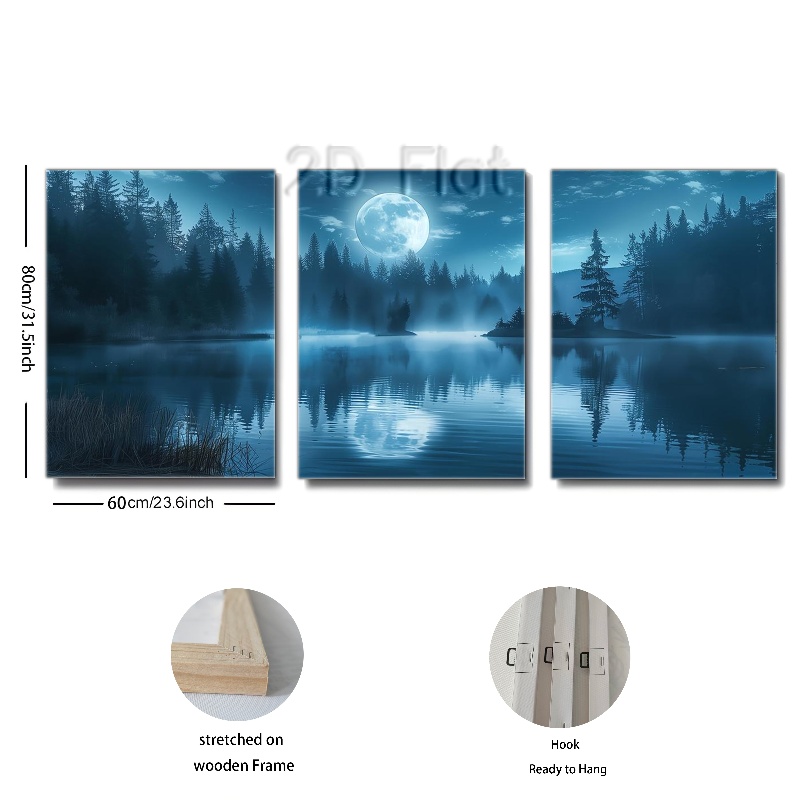 2D Flat
80cm/31.5inch
60cm/23.6inch
stretched on
wooden Frame
Hook
Ready to Hang